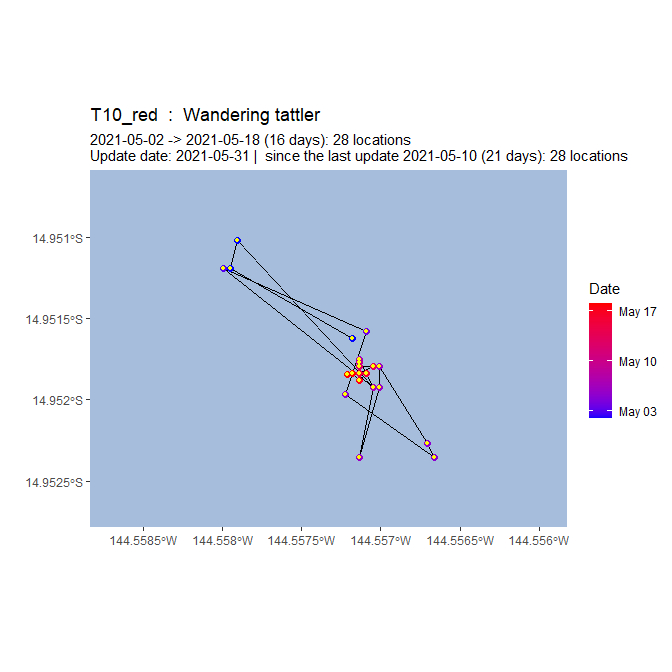 T10_red : Wandering tattler
2021-05-02 -> 2021-05-18 (16 days): 28 locations
Update date: 2021-05-31 | since the last update 2021-05-10 (21 days): 28 locations
14.951°S
14.9515°S
14.952°S
14.9525°S
144.5585°W 144.558°W 144.5575°W 144.557°W 144.5565°W 144.556°W
Date
May 17
May 10
May 03